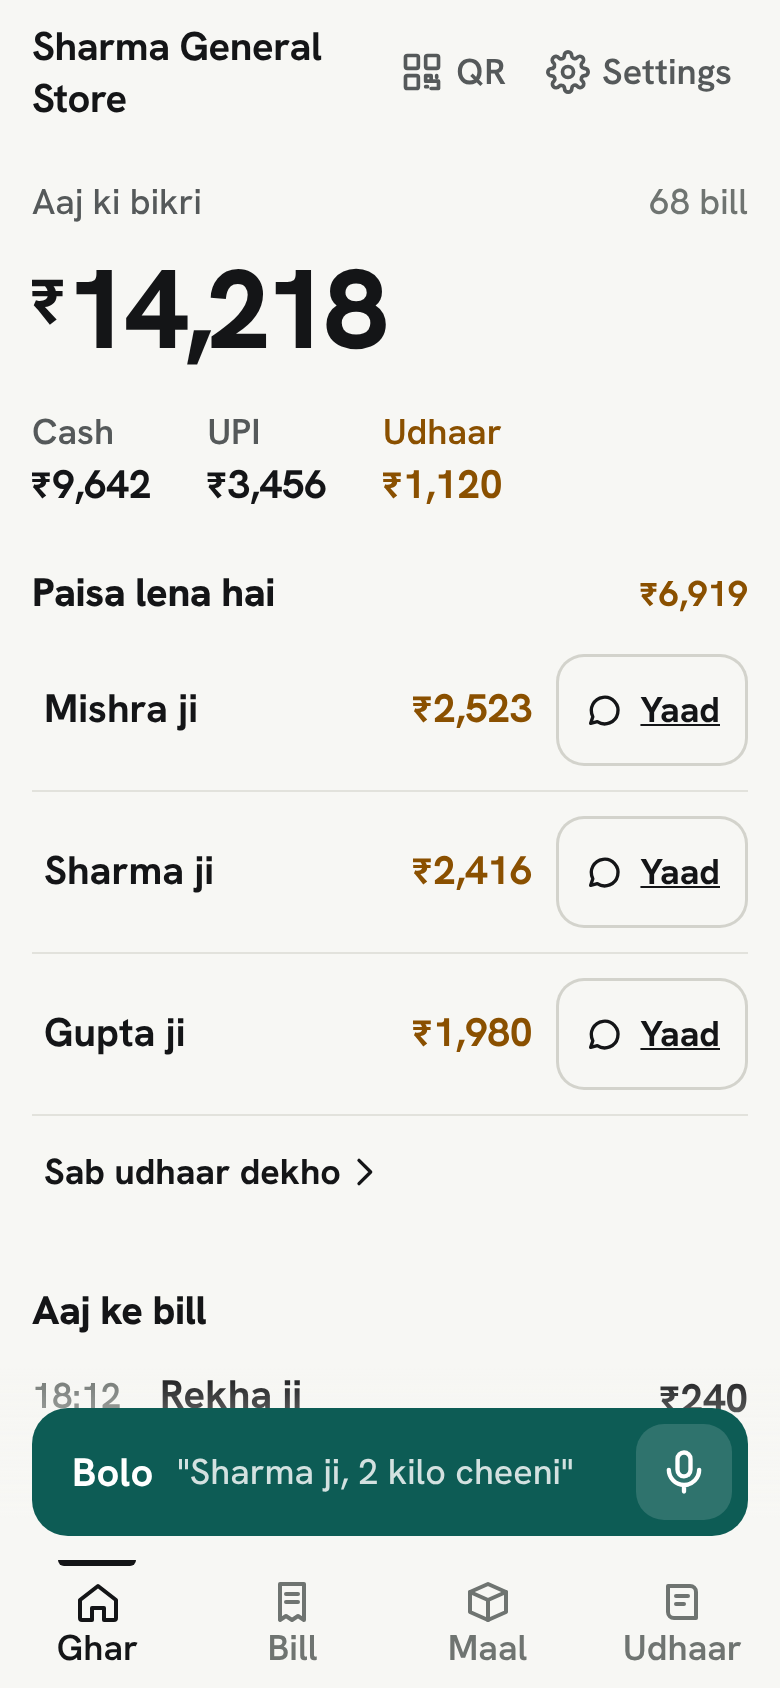 Sharma General
Store
QR
Settings
Aaj ki bikri
68 bill
₹14,218
Cash
UPI
Udhaar
₹9,642
₹3,456
₹1,120
Paisa lena hai
₹6,919
Mishra ji
₹2,523
Yaad
Sharma ji
₹2,416
Yaad
Gupta ji
₹1,980
Yaad
Sab udhaar dekho
Aaj ke bill
18:12
Rekha ji
₹240
Bolo
"Sharma ji, 2 kilo cheeni"
Ghar
Bill
Maal
Udhaar